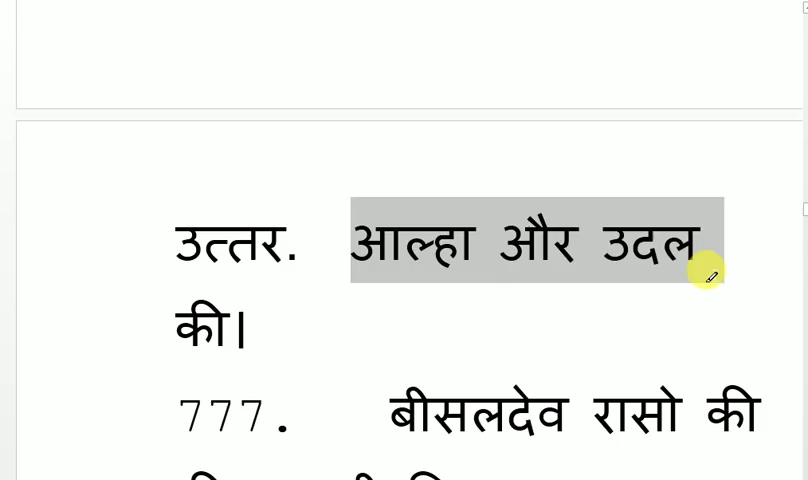 उत्तर. आल्हा और उदल
की।
777. बीसलदेव रासो की